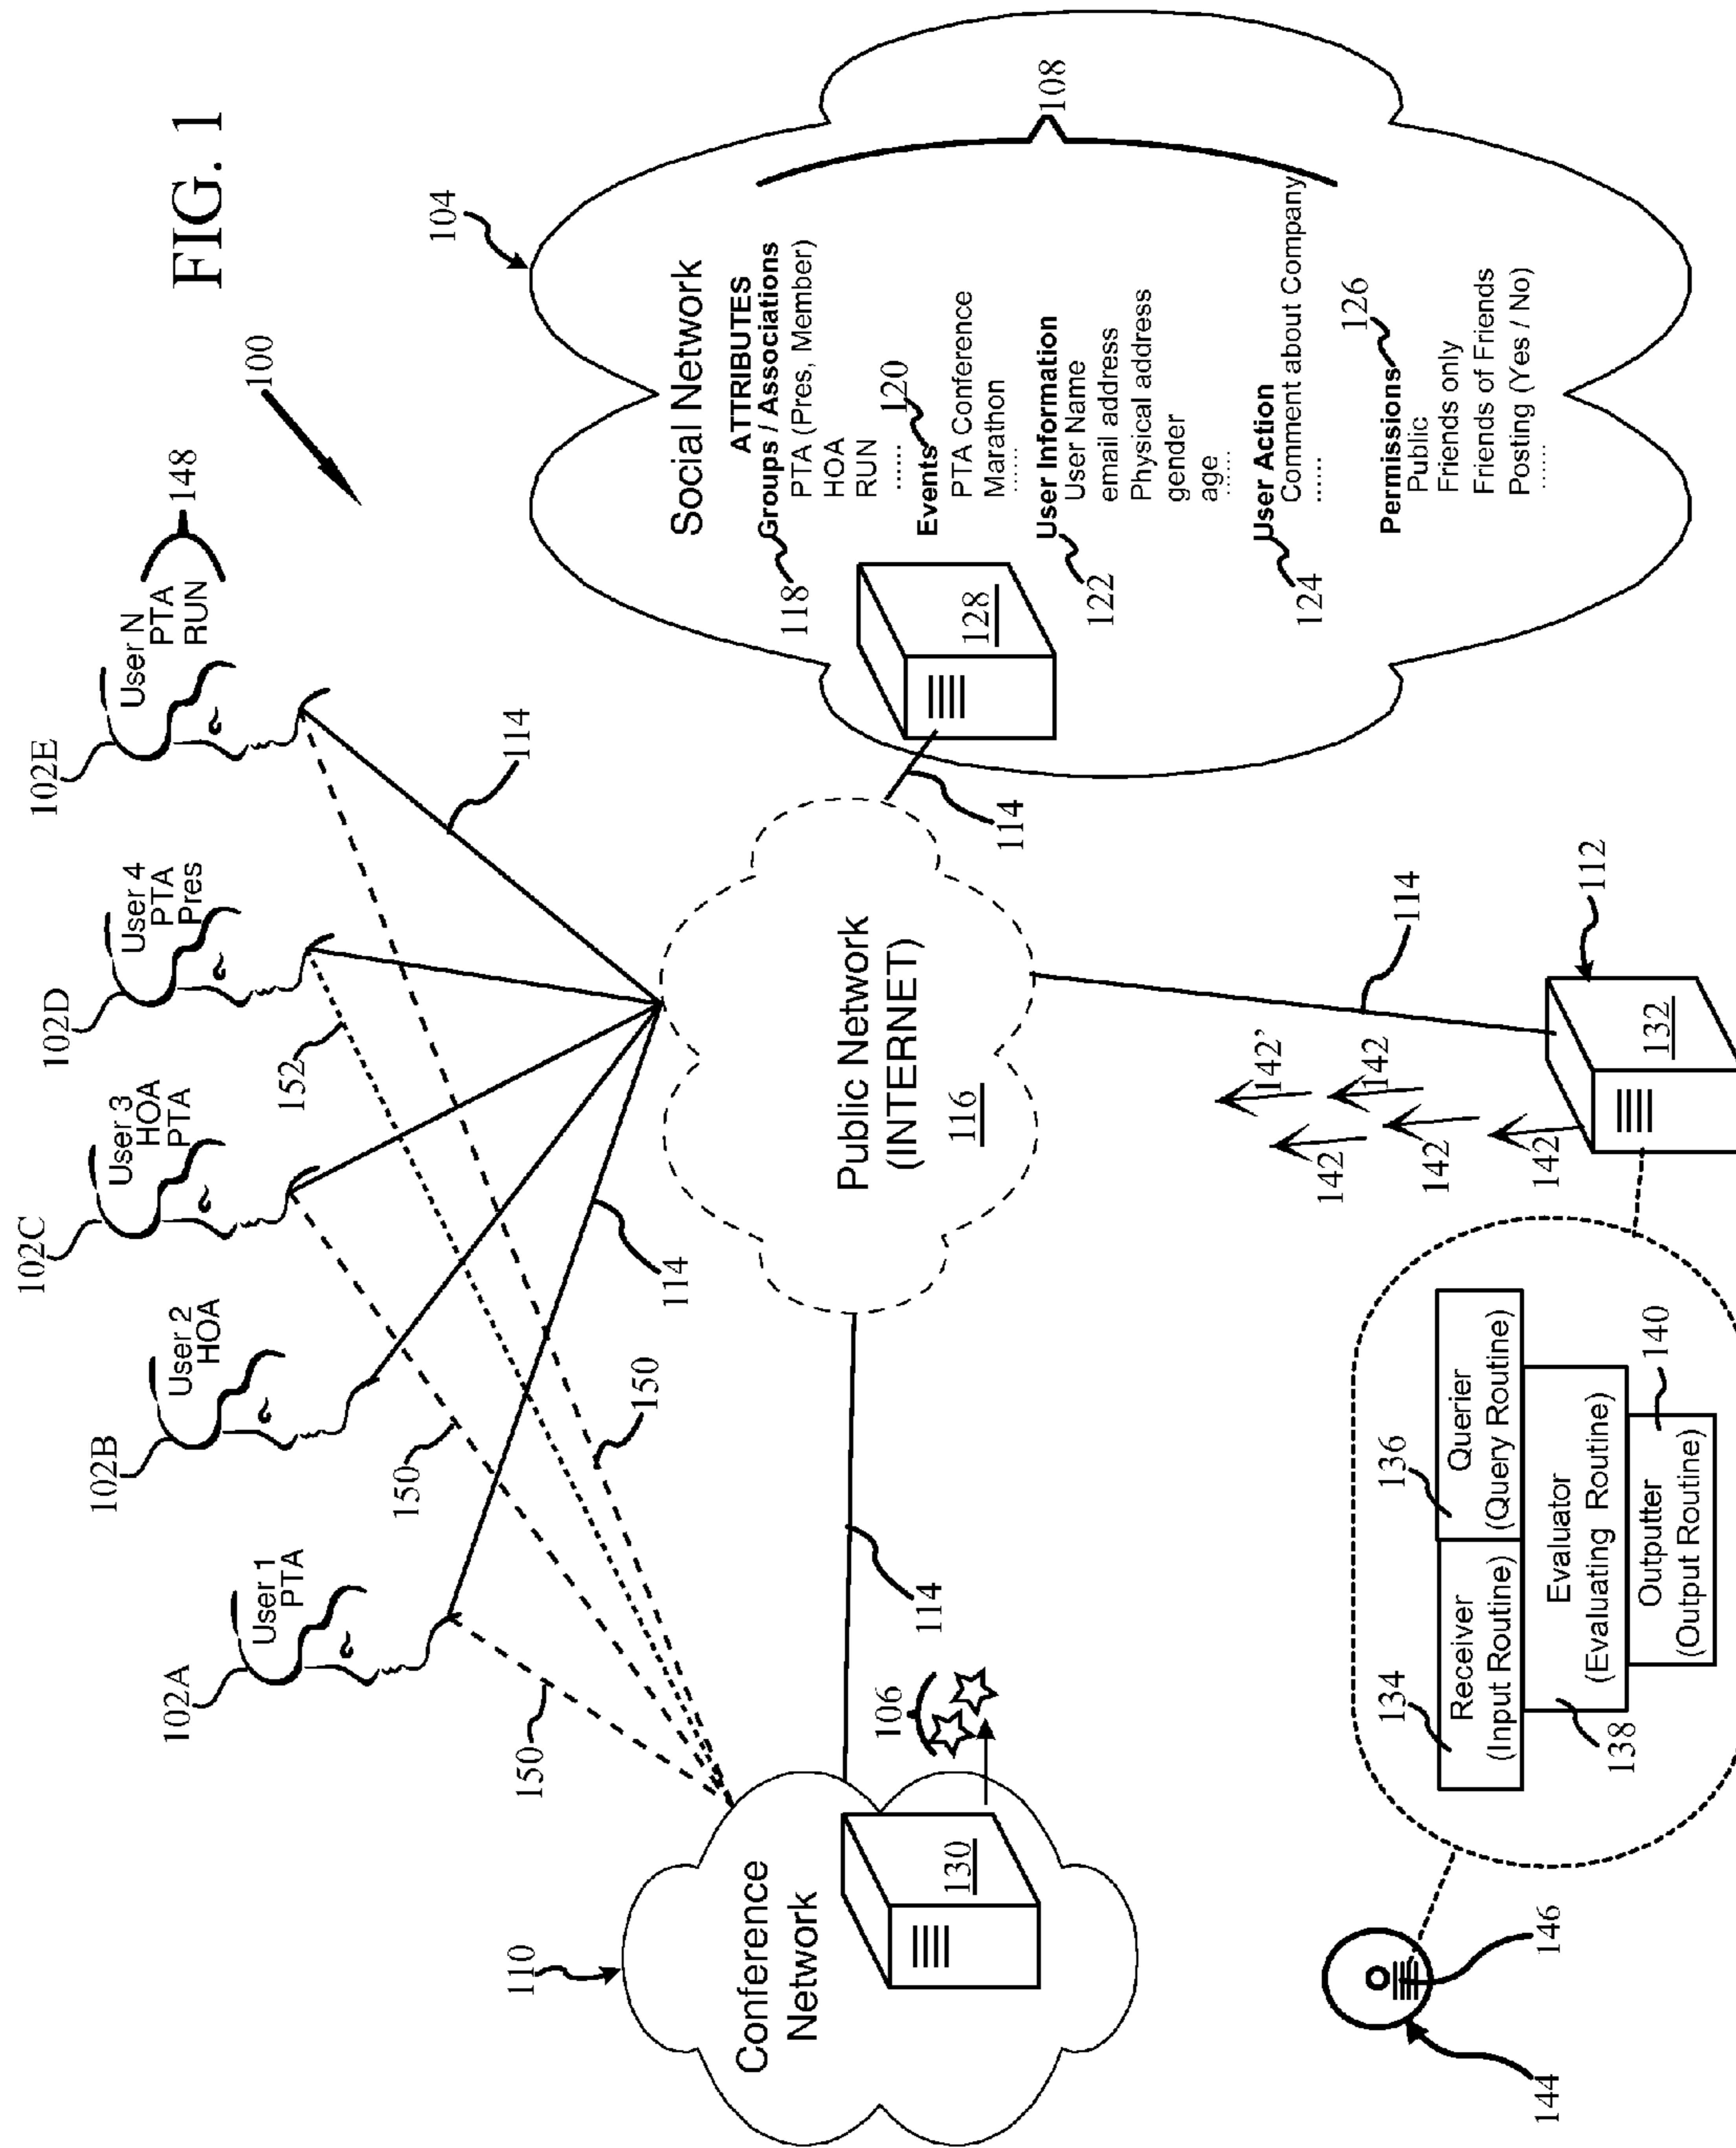 FIG. 1
100
102A
User 1
PTA
102B
User 2
HOA
102C
User 3
HOA
PTA
102D
User 4
PTA
Pres
102E
User N
PTA
RUN
148
150
150
150
152
114
114
110
Conference
Network
130
106
114
Public Network
(INTERNET)
116
114
104
Social Network
128
ATTRIBUTES
118
Groups / Associations
PTA (Pres, Member)
HOA
RUN
......
Events
120
PTA Conference
Marathon
......
122
User Information
User Name
email address
Physical address
gender
age .....
124
User Action
Comment about Company
......
Permissions
126
Public
Friends only
Friends of Friends
Posting (Yes / No)
......
108
114
112
132
142
142
142
142
142’
134
Receiver
(Input Routine)
136
Querier
(Query Routine)
138
Evaluator
(Evaluating Routine)
140
Outputter
(Output Routine)
144
146